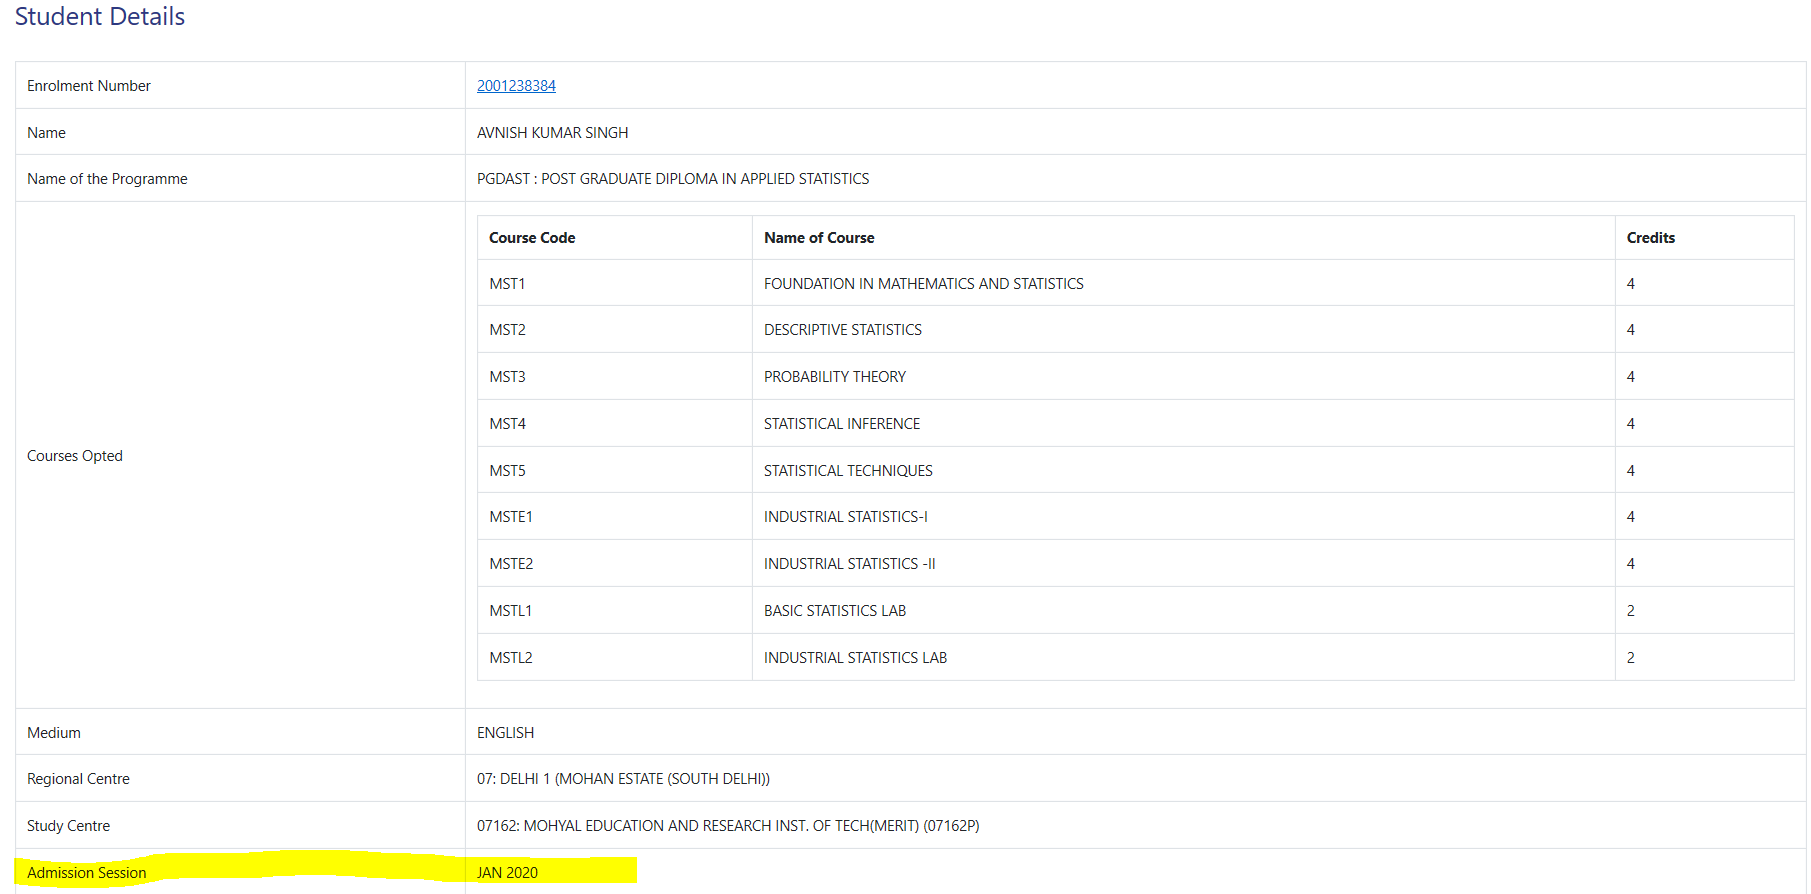 Student Details
Enrolment Number 2001238384
Name AVNISH KUMAR SINGH
Name of the Programme PGDAST : POST GRADUATE DIPLOMA IN APPLIED STATISTICS
Courses Opted
Course Code Name of Course Credits
MST1 FOUNDATION IN MATHEMATICS AND STATISTICS 4
MST2 DESCRIPTIVE STATISTICS 4
MST3 PROBABILITY THEORY 4
MST4 STATISTICAL INFERENCE 4
MST5 STATISTICAL TECHNIQUES 4
MSTE1 INDUSTRIAL STATISTICS-I 4
MSTE2 INDUSTRIAL STATISTICS -II 4
MSTL1 BASIC STATISTICS LAB 2
MSTL2 INDUSTRIAL STATISTICS LAB 2
Medium ENGLISH
Regional Centre 07: DELHI 1 (MOHAN ESTATE (SOUTH DELHI))
Study Centre 07162: MOHYAL EDUCATION AND RESEARCH INST. OF TECH(MERIT) (07162P)
Admission Session JAN 2020